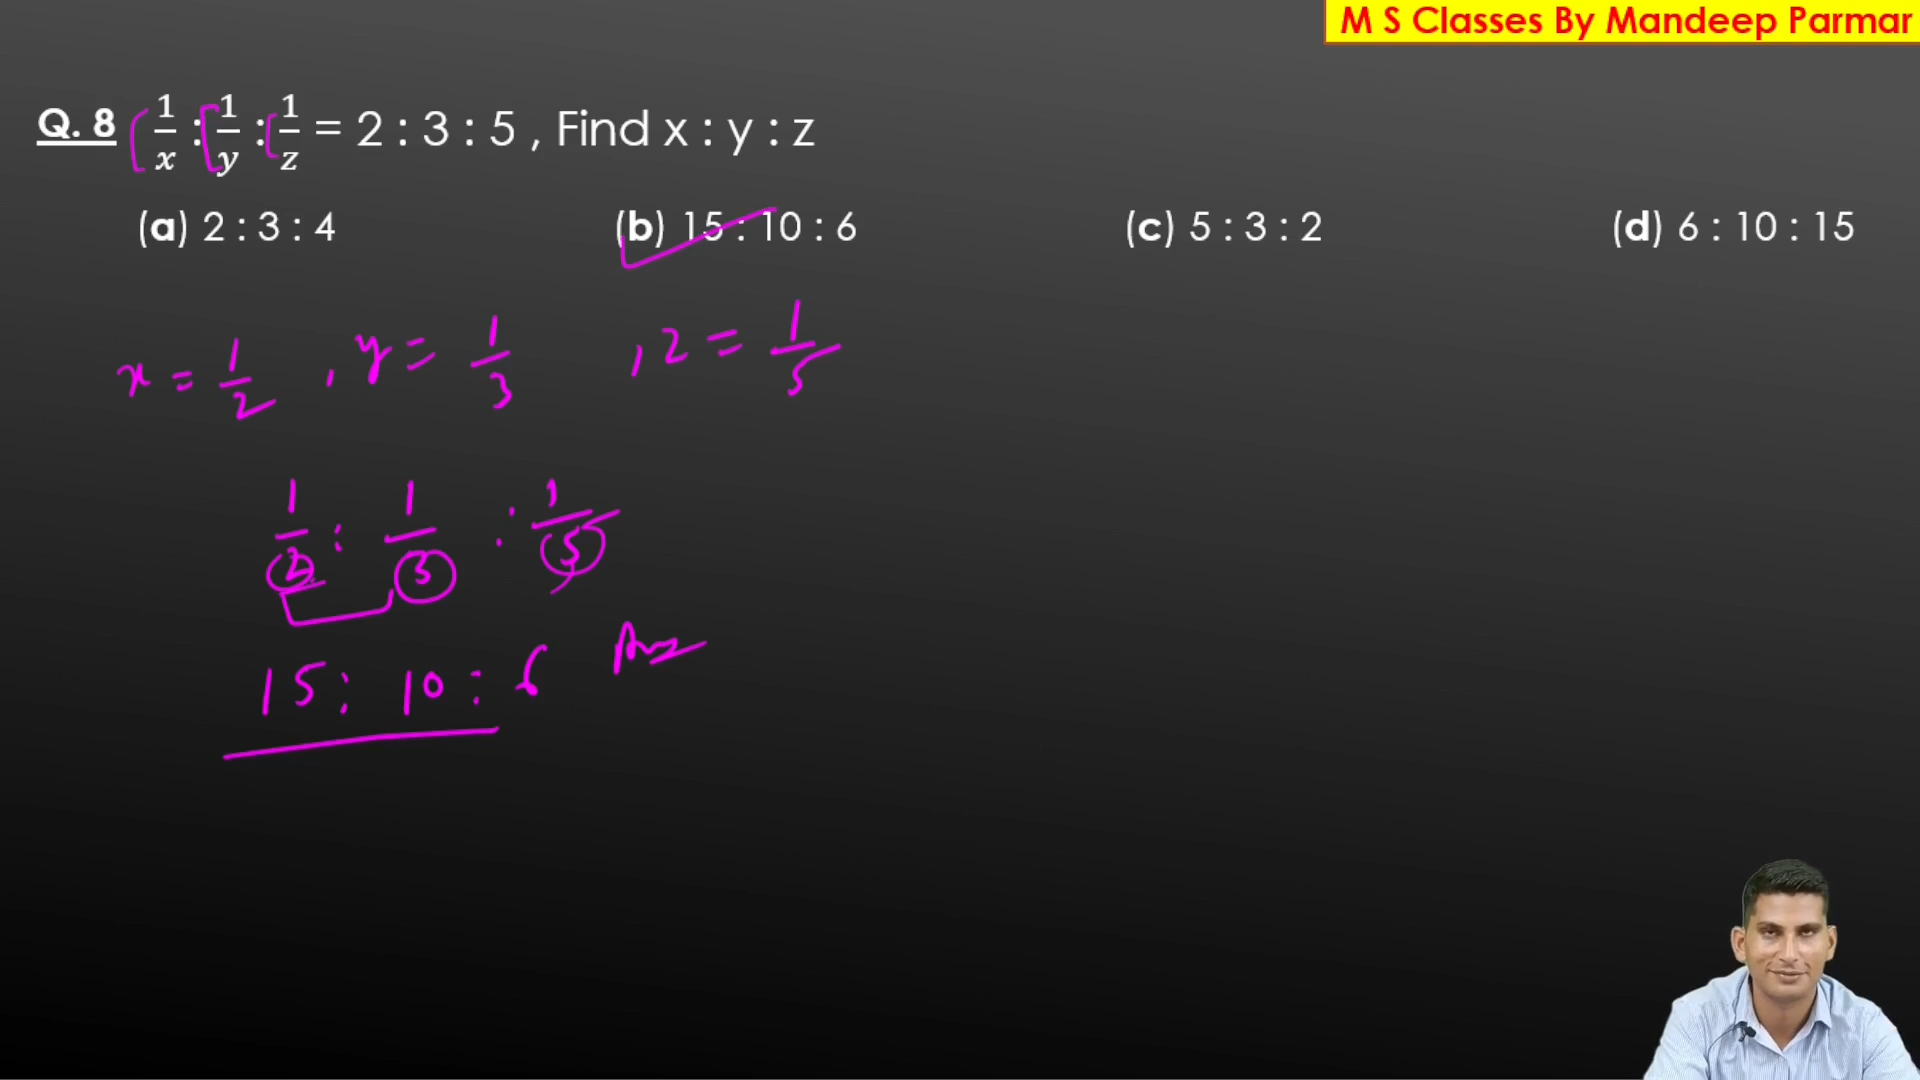 M S Classes By Mandeep Parmar
Q. 8 1/x : 1/y : 1/z = 2 : 3 : 5 , Find x : y : z
(a) 2 : 3 : 4 (b) 15 : 10 : 6 (c) 5 : 3 : 2 (d) 6 : 10 : 15
x = 1/2 , y = 1/3 , z = 1/5
1/2 : 1/3 : 1/5
15 : 10 : 6 Ans